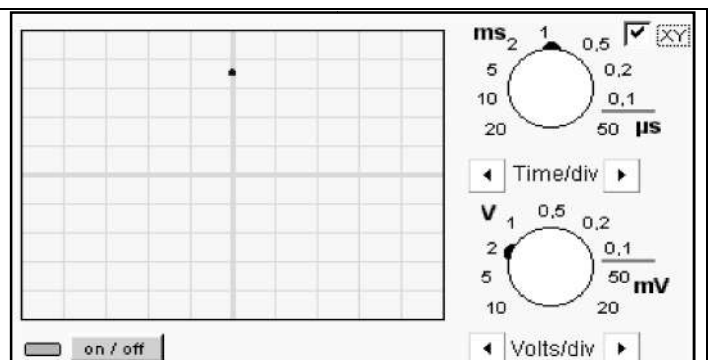 ms 2 1 0,5 XY
5 0,2
10 0,1
20 50 µs
Time/div
V 1 0,5 0,2
2 0,1
5 50 mV
10 20
on / off
Volts/div